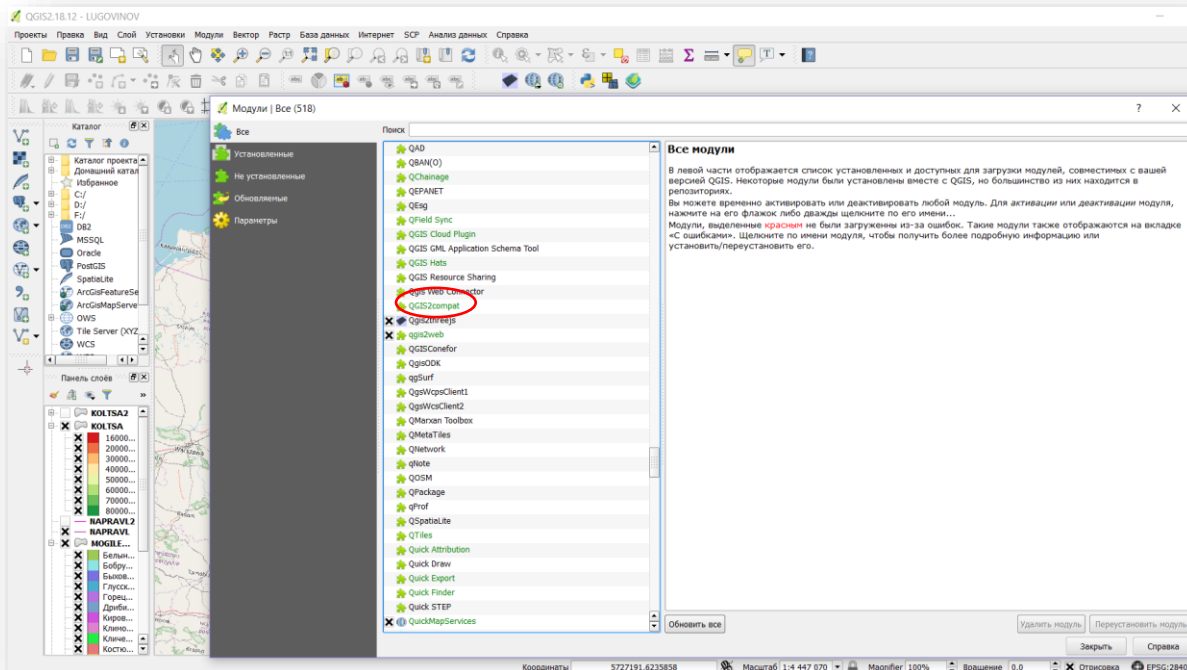 QGIS2.18.12 - LUGOVINOV
Проекты Правка Вид Слой Установки Модули Вектор Растр База данных Интернет SCP Анализ данных Справка
Модули | Все (518)
Каталог
Каталог проекта
Домашний катал
Избранное
C:/
D:/
F:/
DB2
MSSQL
Oracle
PostGIS
SpatiaLite
ArcGisFeatureSe
ArcGisMapServe
OWS
Tile Server (XYZ
WCS
Панель слоёв
KOLTSA2
KOLTSA
16000...
20000...
30000...
40000...
50000...
60000...
70000...
80000...
NAPRAVL2
NAPRAVL
MOGILE...
Белын...
Бобру...
Быхов...
Глусск...
Горец...
Дриби...
Киров...
Климо...
Кличе...
Костю...
Все
Установленные
Не установленные
Обновляемые
Параметры
Поиск
QAD
QBAN(O)
QChainage
QEPANET
QEsg
QField Sync
QGIS Cloud Plugin
QGIS GML Application Schema Tool
QGIS Hats
QGIS Resource Sharing
Qgis Web Connector
QGIS2compat
Qgis2threejs
qgis2web
QGISConefor
QgisODK
qgSurf
QgsWcpsClient1
QgsWcsClient2
QMarxan Toolbox
QMetaTiles
QNetwork
qNote
QOSM
QPackage
qProf
QSpatiaLite
QTiles
Quick Attribution
Quick Draw
Quick Export
Quick Finder
Quick STEP
QuickMapServices
Все модули
В левой части отображается список установленных и доступных для загрузки модулей, совместимых с вашей
версией QGIS. Некоторые модули были установлены вместе с QGIS, но большинство из них находится в
репозиториях.
Вы можете временно активировать или деактивировать любой модуль. Для активации или деактивации модуля,
нажмите на его флажок либо дважды щелкните по его имени...
Модули, выделенные красным не были загруженны из-за ошибок. Такие модули также отображаются на вкладке
«С ошибками». Щелкните по имени модуля, чтобы получить более подробную информацию или
установить/переустановить его.
Обновить все
Удалить модуль
Переустановить модуль
Закрыть
Справка
Координаты 5727191,6235858 Масштаб 1:4 447 070 Magnifier 100% Вращение 0,0 Отрисовка EPSG:2840